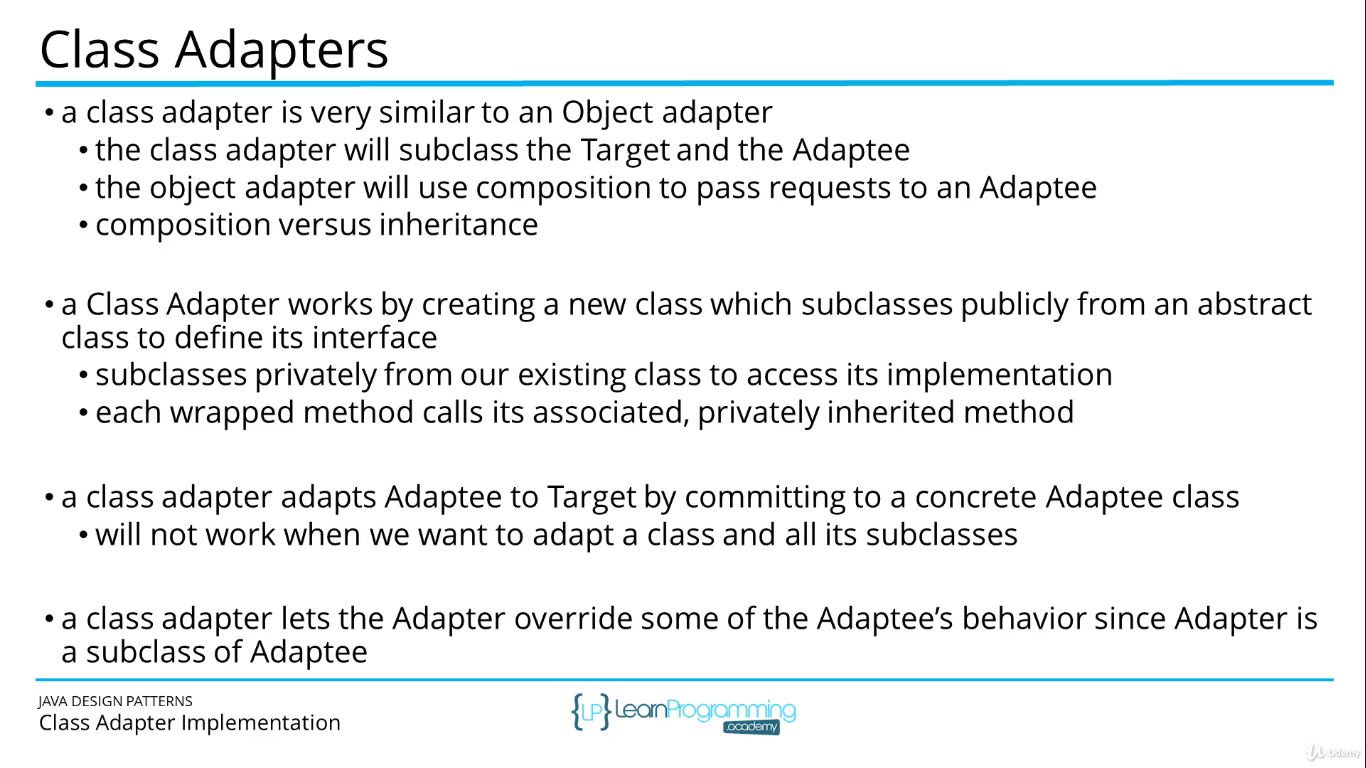 Class Adapters
• a class adapter is very similar to an Object adapter
• the class adapter will subclass the Target and the Adaptee
• the object adapter will use composition to pass requests to an Adaptee
• composition versus inheritance
• a Class Adapter works by creating a new class which subclasses publicly from an abstract
class to define its interface
• subclasses privately from our existing class to access its implementation
• each wrapped method calls its associated, privately inherited method
• a class adapter adapts Adaptee to Target by committing to a concrete Adaptee class
• will not work when we want to adapt a class and all its subclasses
• a class adapter lets the Adapter override some of the Adaptee’s behavior since Adapter is
a subclass of Adaptee
JAVA DESIGN PATTERNS
Class Adapter Implementation
{LP} LearnProgramming
.academy
Udemy